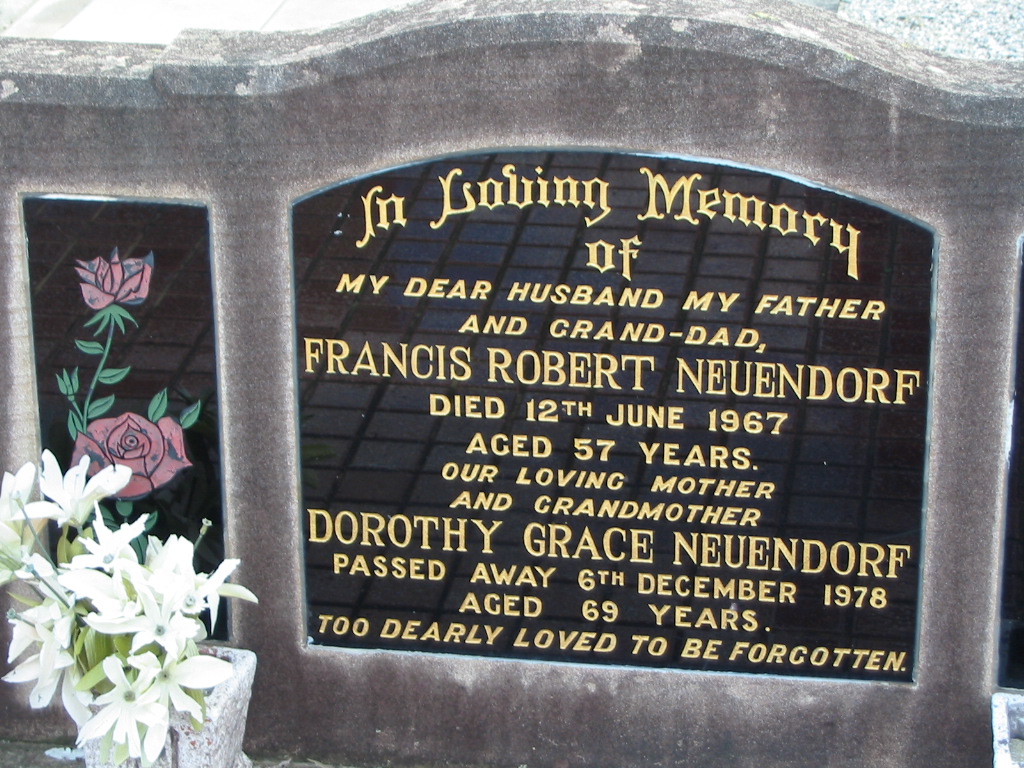 In Loving Memory
of
MY DEAR HUSBAND MY FATHER
AND GRAND-DAD,
FRANCIS ROBERT NEUENDORF
DIED 12TH JUNE 1967
AGED 57 YEARS.
OUR LOVING MOTHER
AND GRANDMOTHER
DOROTHY GRACE NEUENDORF
PASSED AWAY 6TH DECEMBER 1978
AGED 69 YEARS.
TOO DEARLY LOVED TO BE FORGOTTEN.